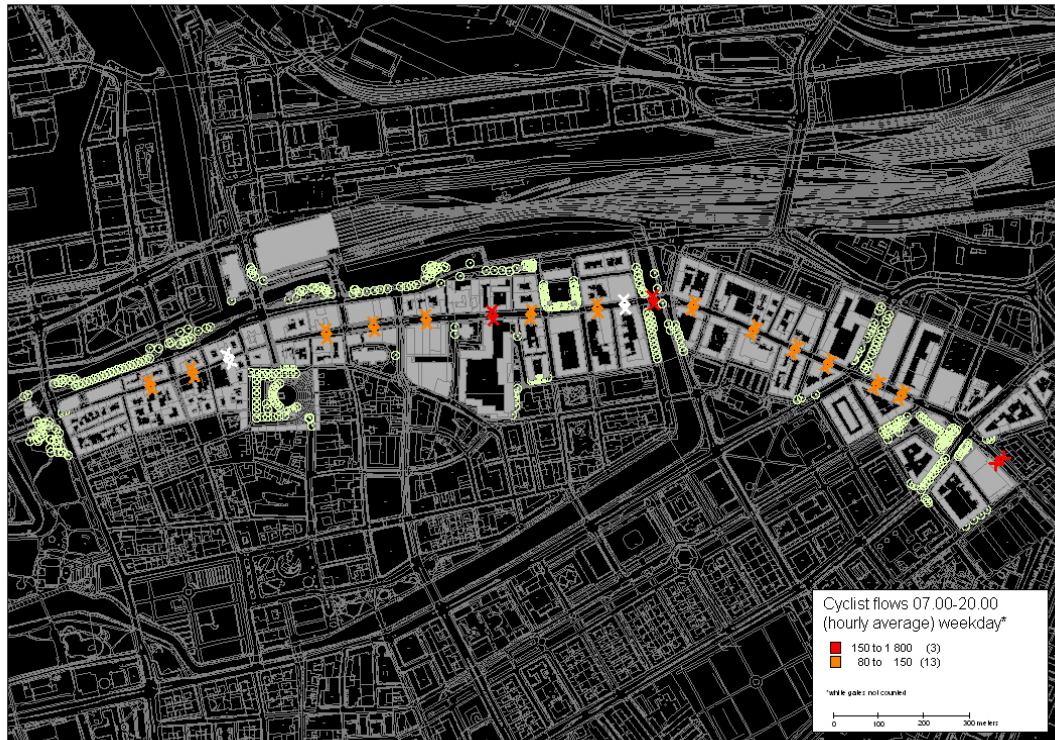 Cyclist flows 07.00-20.00
(hourly average) weekday*
150 to 1 800 (3)
80 to 150 (13)
*while gates not counted
0 100 200 300 meters